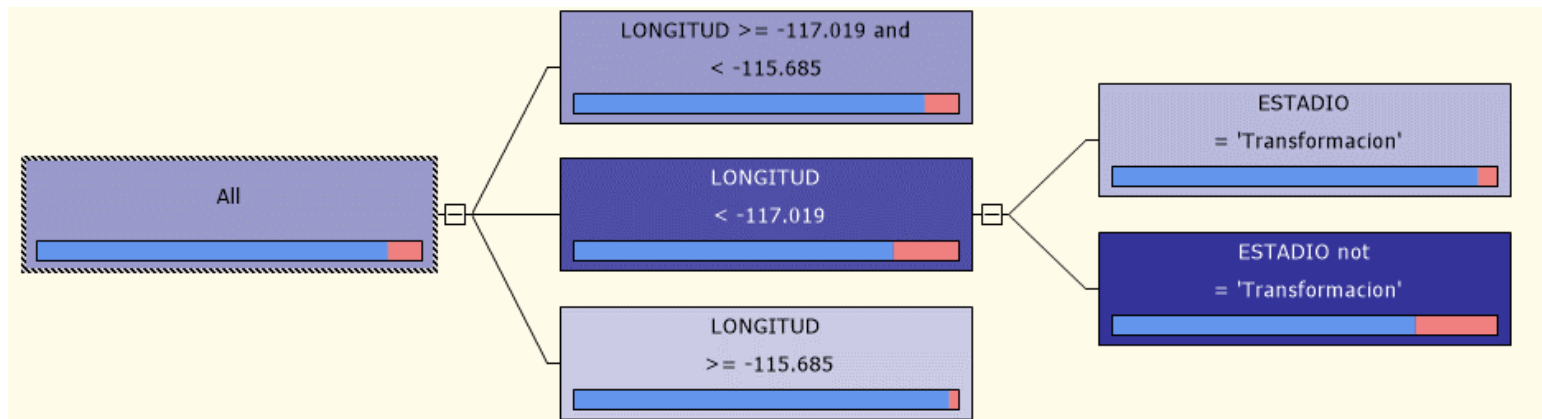 All
LONGITUD >= -117.019 and
< -115.685
LONGITUD
< -117.019
LONGITUD
>= -115.685
ESTADIO
= 'Transformacion'
ESTADIO not
= 'Transformacion'